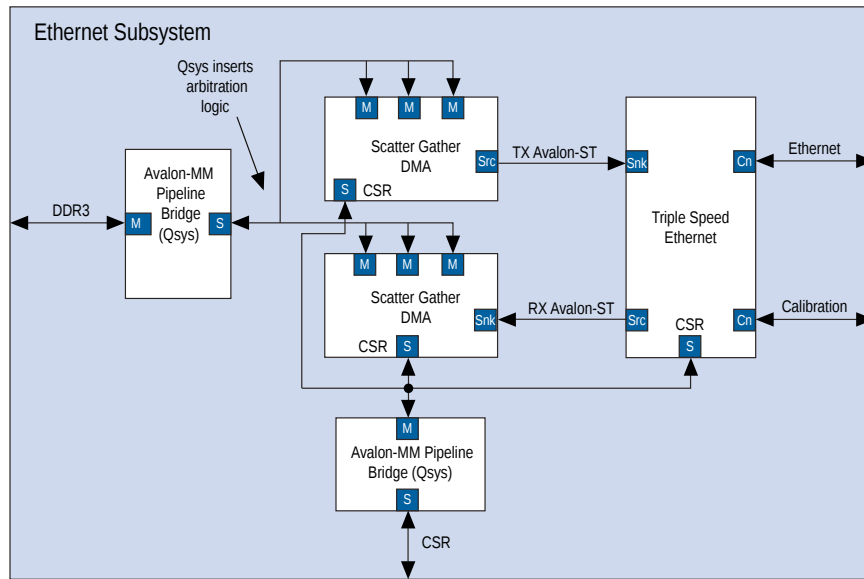 Ethernet Subsystem
Qsys inserts
arbitration
logic
M M M
Scatter Gather
DMA
Src
TX Avalon-ST
Snk
Cn
Ethernet
S
CSR
Avalon-MM
Pipeline
Bridge
(Qsys)
DDR3
M
S
Triple Speed
Ethernet
M M M
Scatter Gather
DMA
Snk
RX Avalon-ST
Src
Cn
Calibration
CSR
S
CSR
S
M
Avalon-MM Pipeline
Bridge (Qsys)
S
CSR